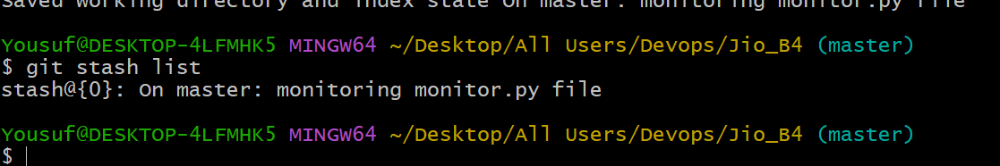 Saved working directory and index state On master: monitoring monitor.py file
Yousuf@DESKTOP-4LFMHK5 MINGW64 ~/Desktop/All Users/Devops/Jio_B4 (master)
$ git stash list
stash@{0}: On master: monitoring monitor.py file
Yousuf@DESKTOP-4LFMHK5 MINGW64 ~/Desktop/All Users/Devops/Jio_B4 (master)
$